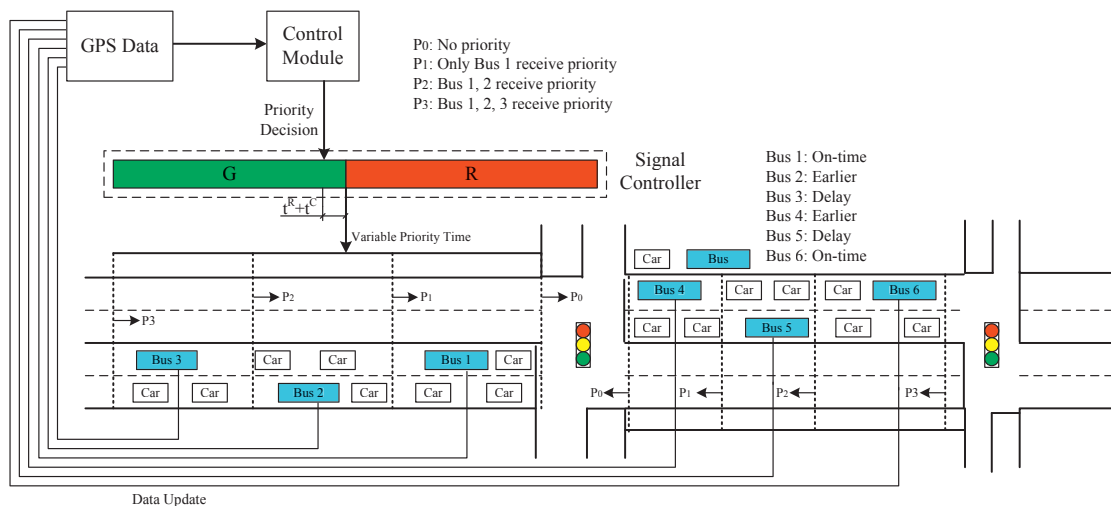 GPS Data
Control
Module
P0: No priority
P1: Only Bus 1 receive priority
P2: Bus 1, 2 receive priority
P3: Bus 1, 2, 3 receive priority
Priority
Decision
G
R
Signal
Controller
Bus 1: On-time
Bus 2: Earlier
Bus 3: Delay
Bus 4: Earlier
Bus 5: Delay
Bus 6: On-time
tR+tC
Variable Priority Time
Car Bus
P2 P1 P0
Bus 4 Car Car Bus 6
P3
Car Car Bus 5 Car Car
Bus 3 Car Car Bus 1 Car
Car Car Bus 2 Car Car Car
P0 P1 P2 P3
Data Update